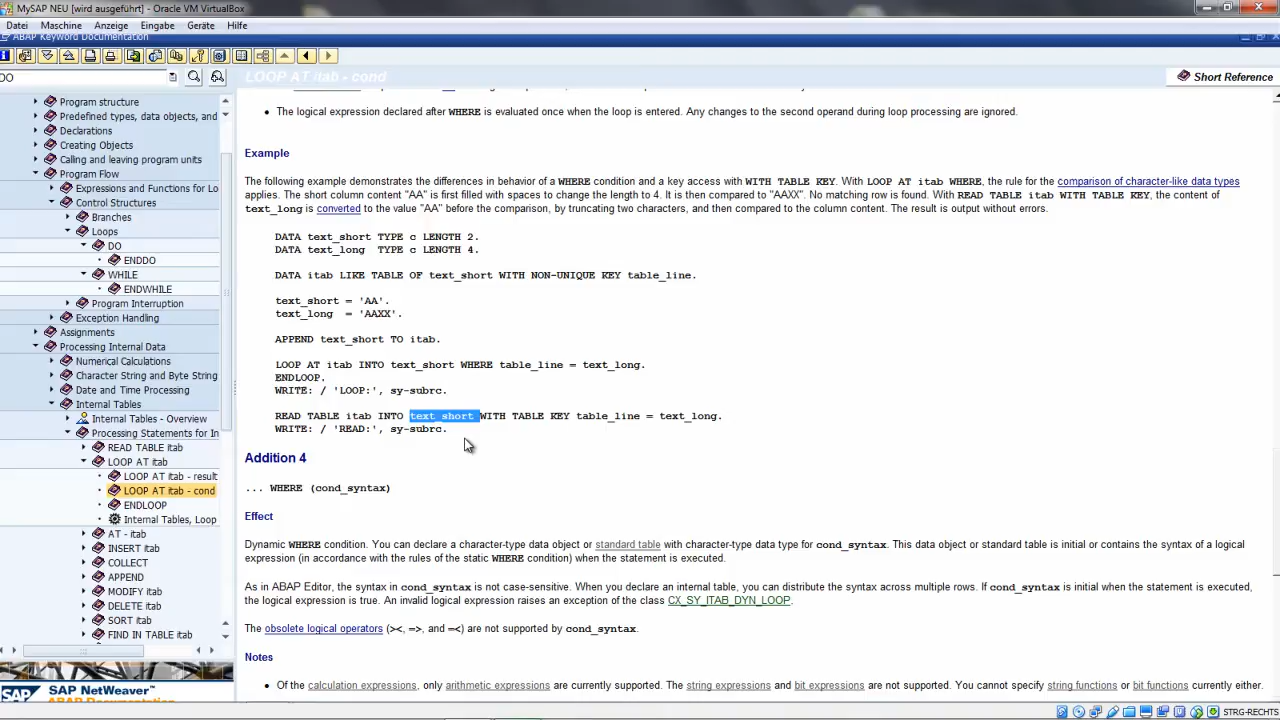 MySAP NEU [wird ausgeführt] - Oracle VM VirtualBox
Datei Maschine Anzeige Eingabe Geräte Hilfe
ABAP Keyword Documentation
DO
LOOP AT itab - cond
Short Reference
Program structure
Predefined types, data objects, and
Declarations
Creating Objects
Calling and leaving program units
Program Flow
Expressions and Functions for Lo
Control Structures
Branches
Loops
DO
ENDDO
WHILE
ENDWHILE
Program Interruption
Exception Handling
Assignments
Processing Internal Data
Numerical Calculations
Character String and Byte String
Date and Time Processing
Internal Tables
Internal Tables - Overview
Processing Statements for In
READ TABLE itab
LOOP AT itab
LOOP AT itab - result
LOOP AT itab - cond
ENDLOOP
Internal Tables, Loop
AT - itab
INSERT itab
COLLECT
APPEND
MODIFY itab
DELETE itab
SORT itab
FIND IN TABLE itab
SAP NetWeaver™
ABAP Documentation
• The logical expression declared after WHERE is evaluated once when the loop is entered. Any changes to the second operand during loop processing are ignored.
Example
The following example demonstrates the differences in behavior of a WHERE condition and a key access with WITH TABLE KEY. With LOOP AT itab WHERE, the rule for the comparison of character-like data types
applies. The short column content "AA" is first filled with spaces to change the length to 4. It is then compared to "AAXX". No matching row is found. With READ TABLE itab WITH TABLE KEY, the content of
text_long is converted to the value "AA" before the comparison, by truncating two characters, and then compared to the column content. The result is output without errors.
DATA text_short TYPE c LENGTH 2.
DATA text_long TYPE c LENGTH 4.
DATA itab LIKE TABLE OF text_short WITH NON-UNIQUE KEY table_line.
text_short = 'AA'.
text_long = 'AAXX'.
APPEND text_short TO itab.
LOOP AT itab INTO text_short WHERE table_line = text_long.
ENDLOOP.
WRITE: / 'LOOP:', sy-subrc.
READ TABLE itab INTO text_short WITH TABLE KEY table_line = text_long.
WRITE: / 'READ:', sy-subrc.
Addition 4
... WHERE (cond_syntax)
Effect
Dynamic WHERE condition. You can declare a character-type data object or standard table with character-type data type for cond_syntax. This data object or standard table is initial or contains the syntax of a logical
expression (in accordance with the rules of the static WHERE condition) when the statement is executed.
As in ABAP Editor, the syntax in cond_syntax is not case-sensitive. When you declare an internal table, you can distribute the syntax across multiple rows. If cond_syntax is initial when the statement is executed,
the logical expression is true. An invalid logical expression raises an exception of the class CX_SY_ITAB_DYN_LOOP.
The obsolete logical operators (><, =>, and =<) are not supported by cond_syntax.
Notes
• Of the calculation expressions, only arithmetic expressions are currently supported. The string expressions and bit expressions are not supported. You cannot specify string functions or bit functions currently either.
STRG-RECHTS